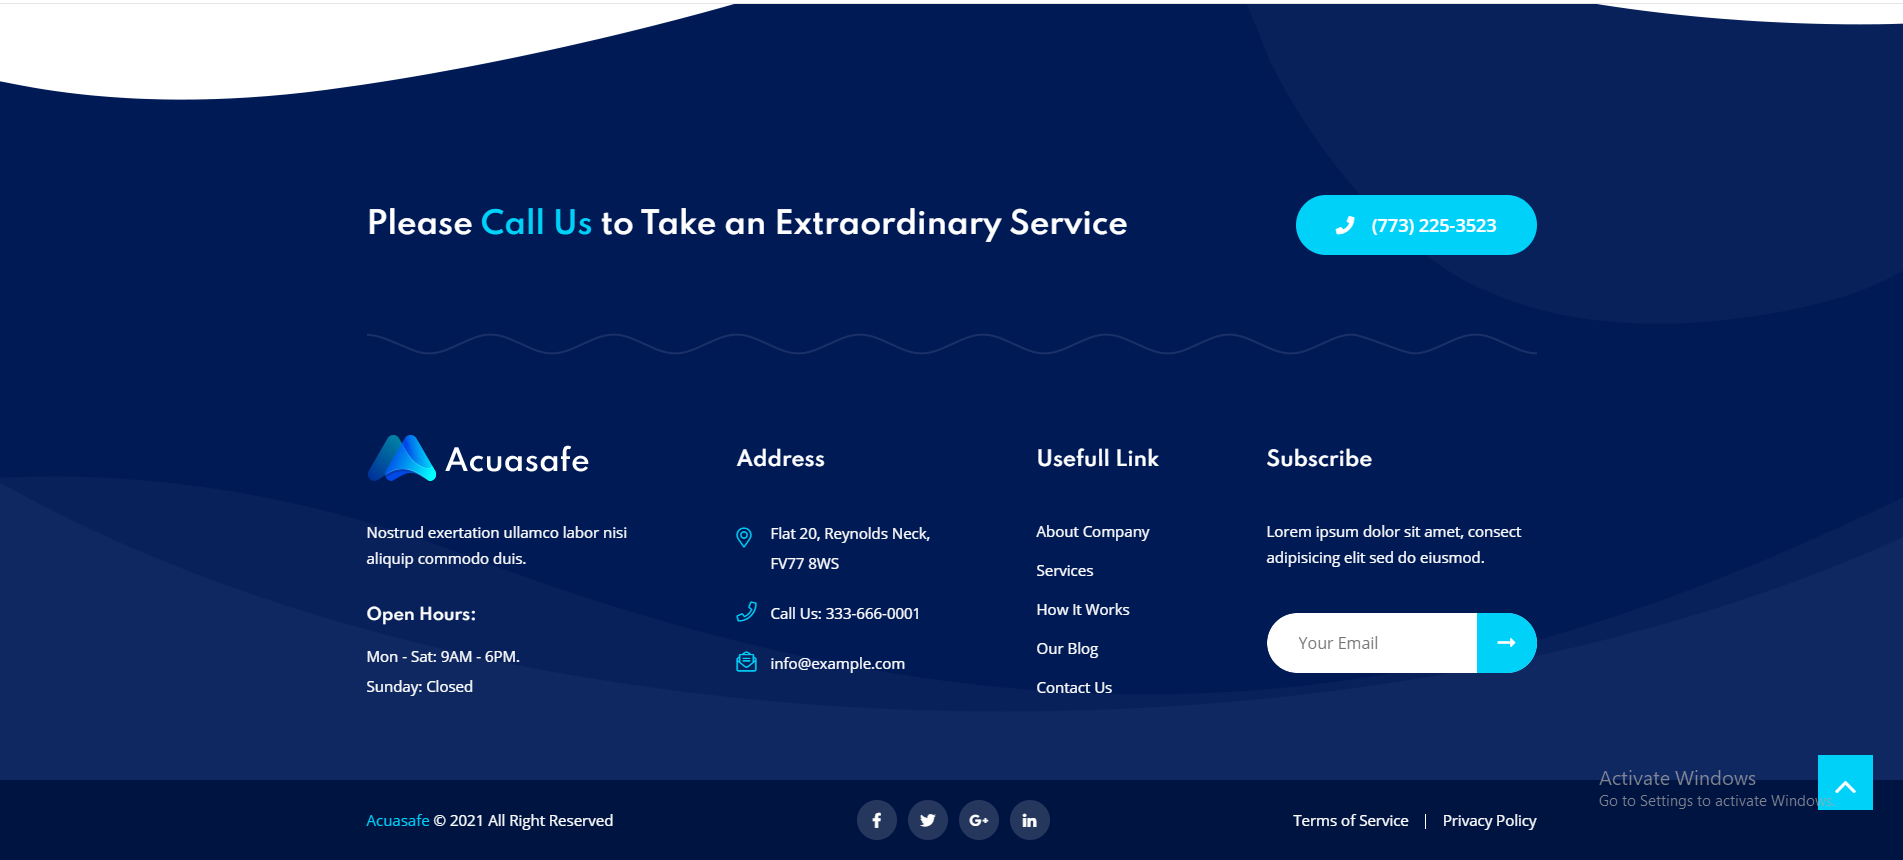 Please Call Us to Take an Extraordinary Service
(773) 225-3523
Acuasafe
Nostrud exertation ullamco labor nisi
aliquip commodo duis.
Open Hours:
Mon - Sat: 9AM - 6PM.
Sunday: Closed
Address
Flat 20, Reynolds Neck,
FV77 8WS
Call Us: 333-666-0001
info@example.com
Usefull Link
About Company
Services
How It Works
Our Blog
Contact Us
Subscribe
Lorem ipsum dolor sit amet, consect
adipisicing elit sed do eiusmod.
Your Email
Activate Windows
Go to Settings to activate Windows.
Acuasafe © 2021 All Right Reserved
f
G+
in
Terms of Service | Privacy Policy